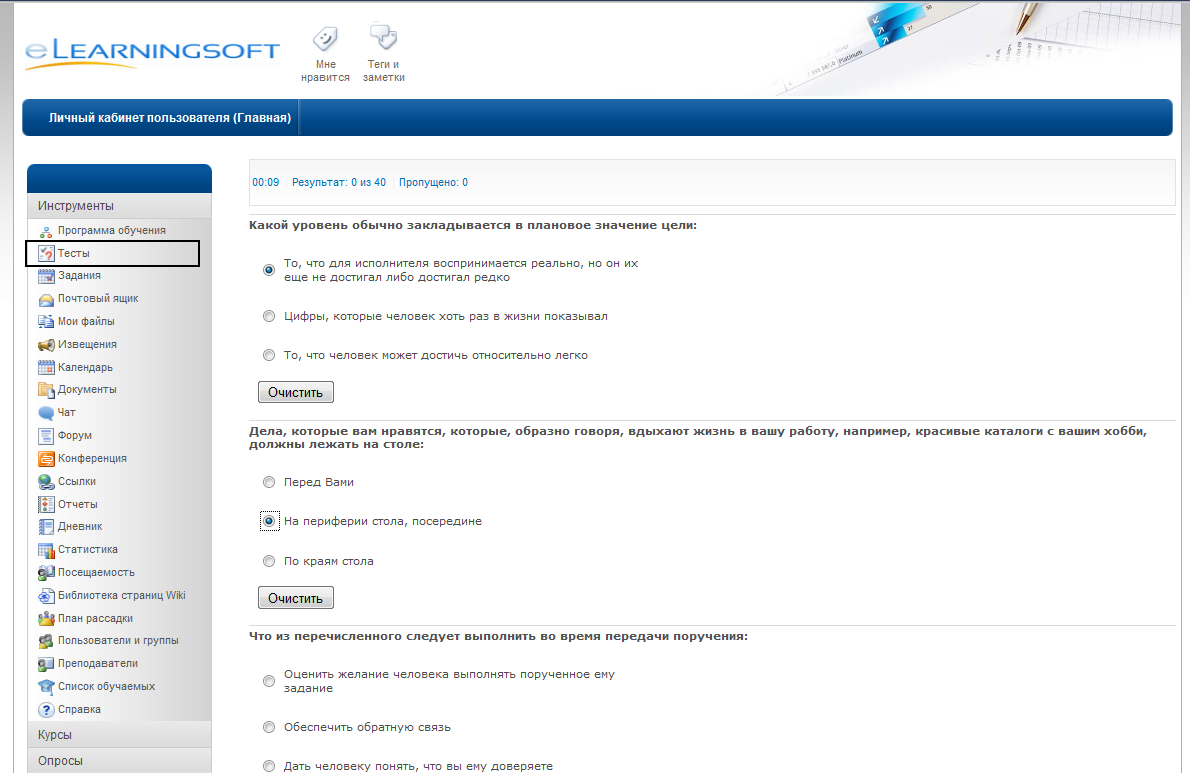 eLearningsoft
Мне
нравится
Теги и
заметки
Platinum
Личный кабинет пользователя (Главная)
Инструменты
Программа обучения
Тесты
Задания
Почтовый ящик
Мои файлы
Извещения
Календарь
Документы
Чат
Форум
Конференция
Ссылки
Отчеты
Дневник
Статистика
Посещаемость
Библиотека страниц Wiki
План рассадки
Пользователи и группы
Преподаватели
Список обучаемых
Справка
Курсы
Опросы
00:09 Результат: 0 из 40 Пропущено: 0
Какой уровень обычно закладывается в плановое значение цели:
То, что для исполнителя воспринимается реально, но он их
еще не достигал либо достигал редко
Цифры, которые человек хоть раз в жизни показывал
То, что человек может достичь относительно легко
Очистить
Дела, которые вам нравятся, которые, образно говоря, вдыхают жизнь в вашу работу, например, красивые каталоги с вашим хобби,
должны лежать на столе:
Перед Вами
На периферии стола, посередине
По краям стола
Очистить
Что из перечисленного следует выполнить во время передачи поручения:
Оценить желание человека выполнять порученное ему
задание
Обеспечить обратную связь
Дать человеку понять, что вы ему доверяете